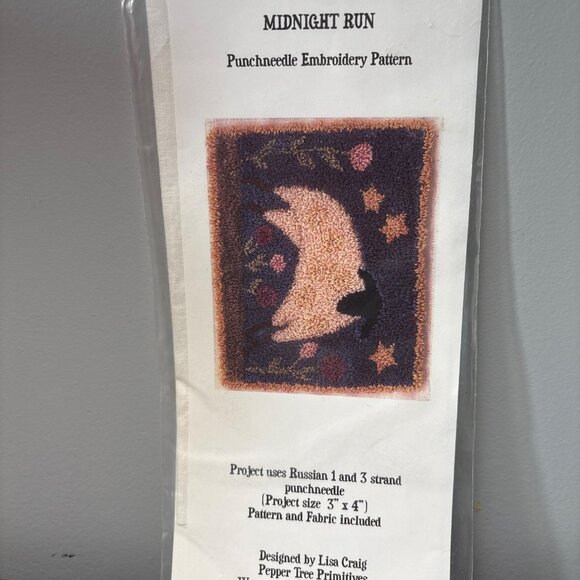 MIDNIGHT RUN
Punchneedle Embroidery Pattern
Project uses Russian 1 and 3 strand
punchneedle
(Project size 3" x 4")
Pattern and Fabric included
Designed by Lisa Craig
Pepper Tree Primitives